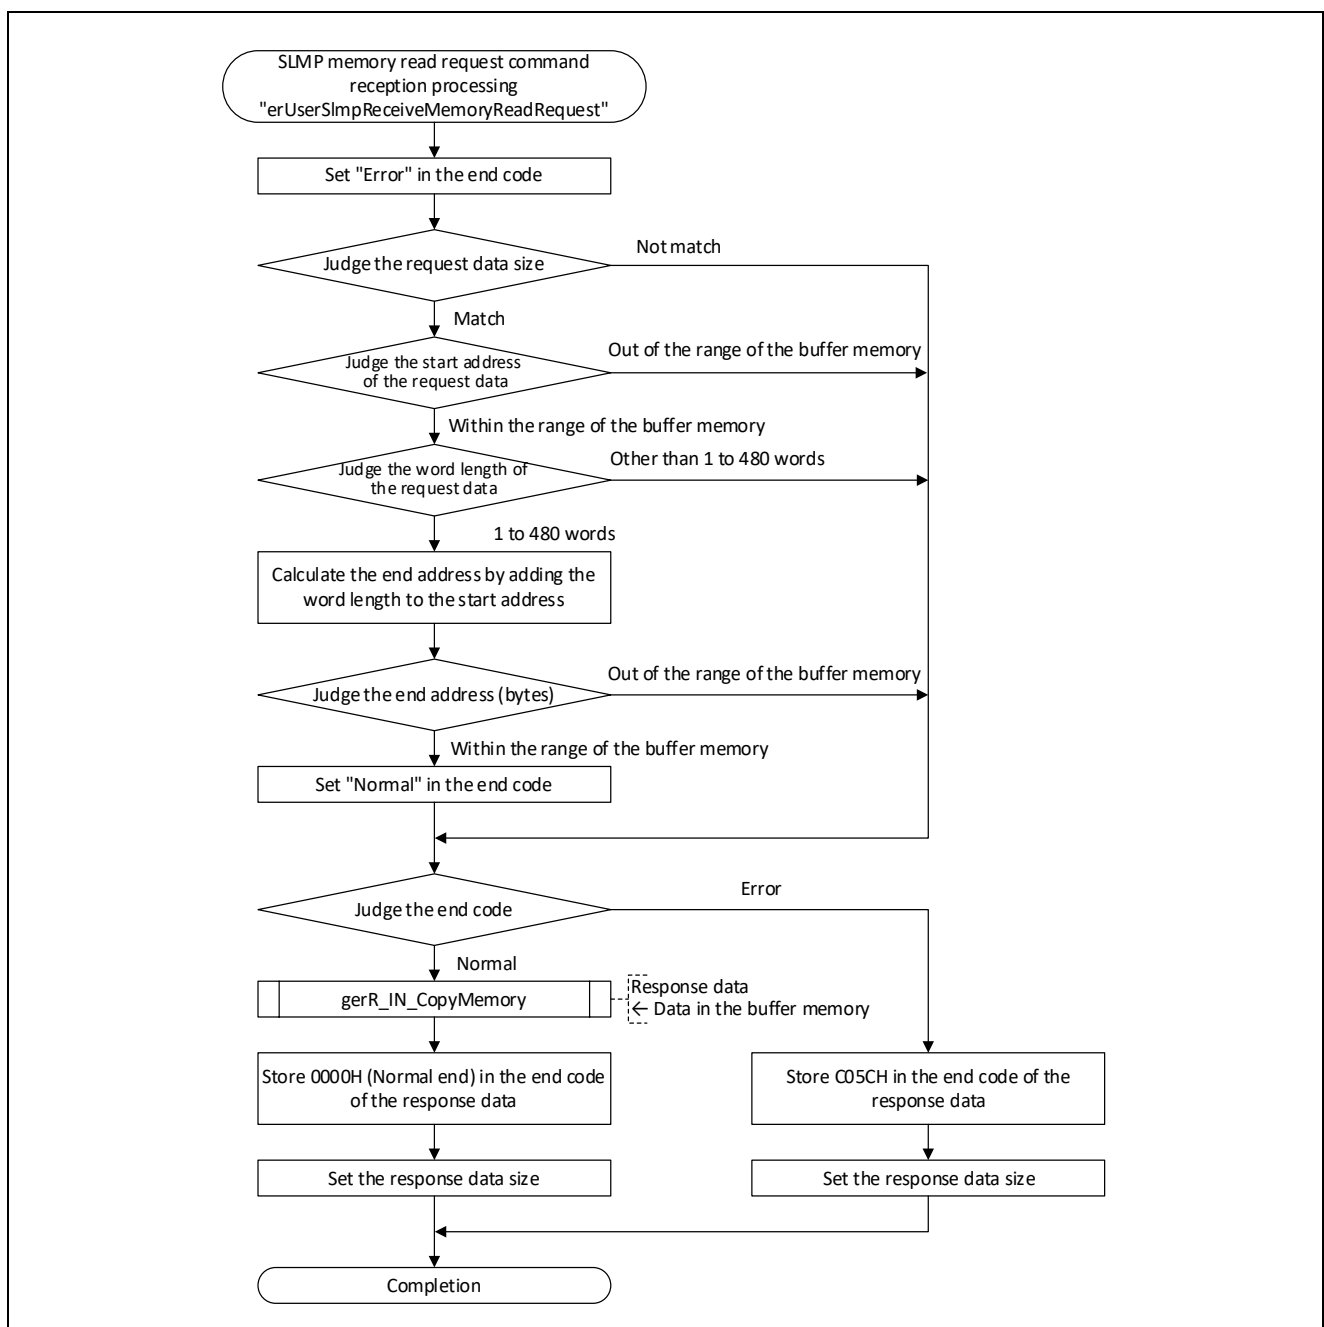 SLMP memory read request command
reception processing
"erUserSlmpReceiveMemoryReadRequest"
Set "Error" in the end code
Not match
Judge the request data size
Match
Out of the range of the buffer memory
Judge the start address
of the request data
Within the range of the buffer memory
Other than 1 to 480 words
Judge the word length of
the request data
1 to 480 words
Calculate the end address by adding the
word length to the start address
Out of the range of the buffer memory
Judge the end address (bytes)
Within the range of the buffer memory
Set "Normal" in the end code
Error
Judge the end code
Normal
gerR_IN_CopyMemory
Response data
← Data in the buffer memory
Store 0000H (Normal end) in the end code
of the response data
Store C05CH in the end code of the
response data
Set the response data size
Set the response data size
Completion